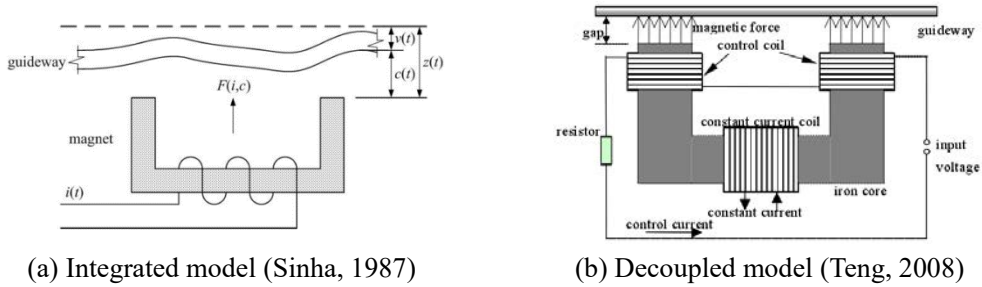 v(t)
z(t)
guideway
F(i,c)
c(t)
magnet
i(t)
(a) Integrated model (Sinha, 1987)
gap
magnetic force
guideway
control coil
constant current coil
resistor
input
voltage
iron core
constant current
control current
(b) Decoupled model (Teng, 2008)